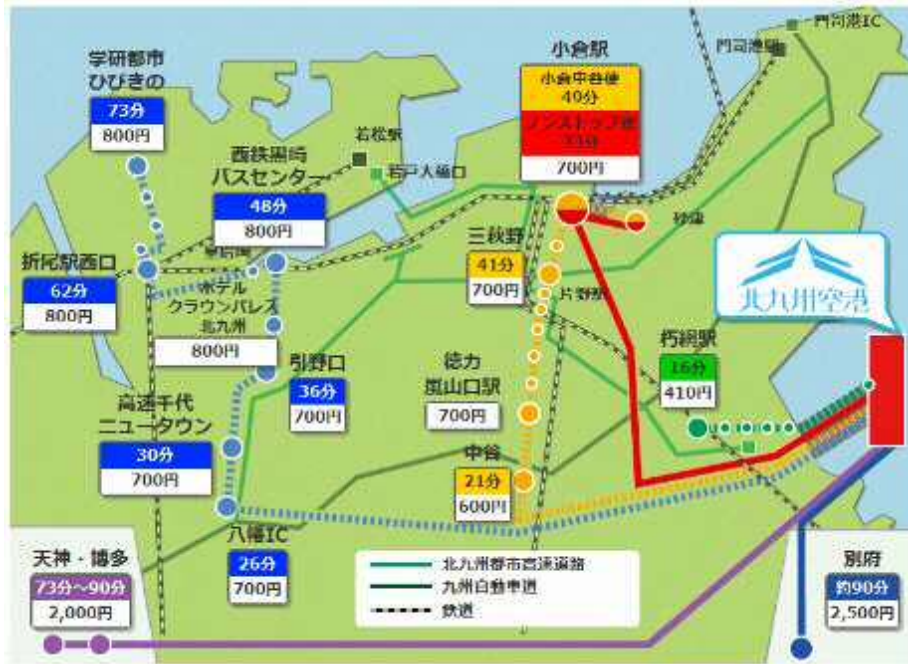 門司港IC
門司港駅
小倉駅
小倉中谷便
40分
ノンストップ便
33分
700円
学研都市
ひびきの
73分
800円
若松駅
若戸大橋口
西鉄黒崎
バスセンター
48分
800円
砂津
三萩野
41分
700円
片野駅
折尾駅西口
62分
800円
ホテル
クラウンパレス
北九州
800円
北九州空港
朽網駅
16分
410円
引野口
36分
700円
徳力
嵐山口駅
700円
高速千代
ニュータウン
30分
700円
中谷
21分
600円
八幡IC
26分
700円
天神・博多
73分〜90分
2,000円
北九州都市高速道路
九州自動車道
鉄道
別府
約90分
2,500円